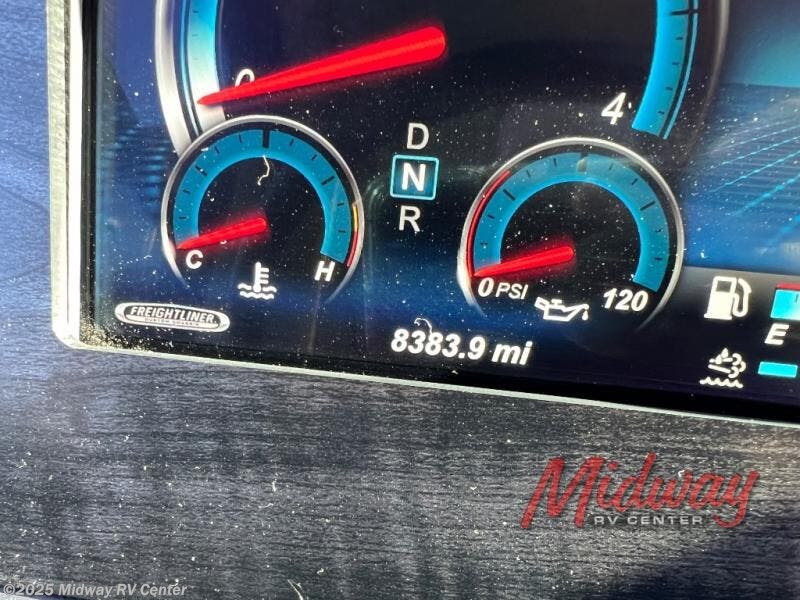 0
4
D
N
R
C
H
0 PSI
120
E
FREIGHTLINER
8383.9 mi
Midway
RV CENTER
©2025 Midway RV Center